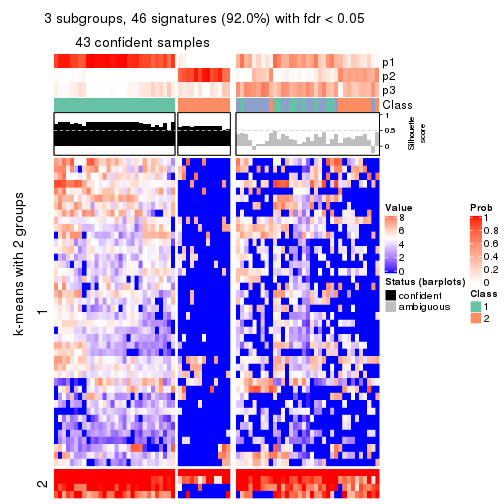 3 subgroups, 46 signatures (92.0%) with fdr < 0.05
43 confident samples
p1
p2
p3
Class
1
0.5
0
Silhouette
score
k-means with 2 groups
1
2
Value
8
6
4
2
0
Status (barplots)
confident
ambiguous
Prob
1
0.8
0.6
0.4
0.2
0
Class
1
2